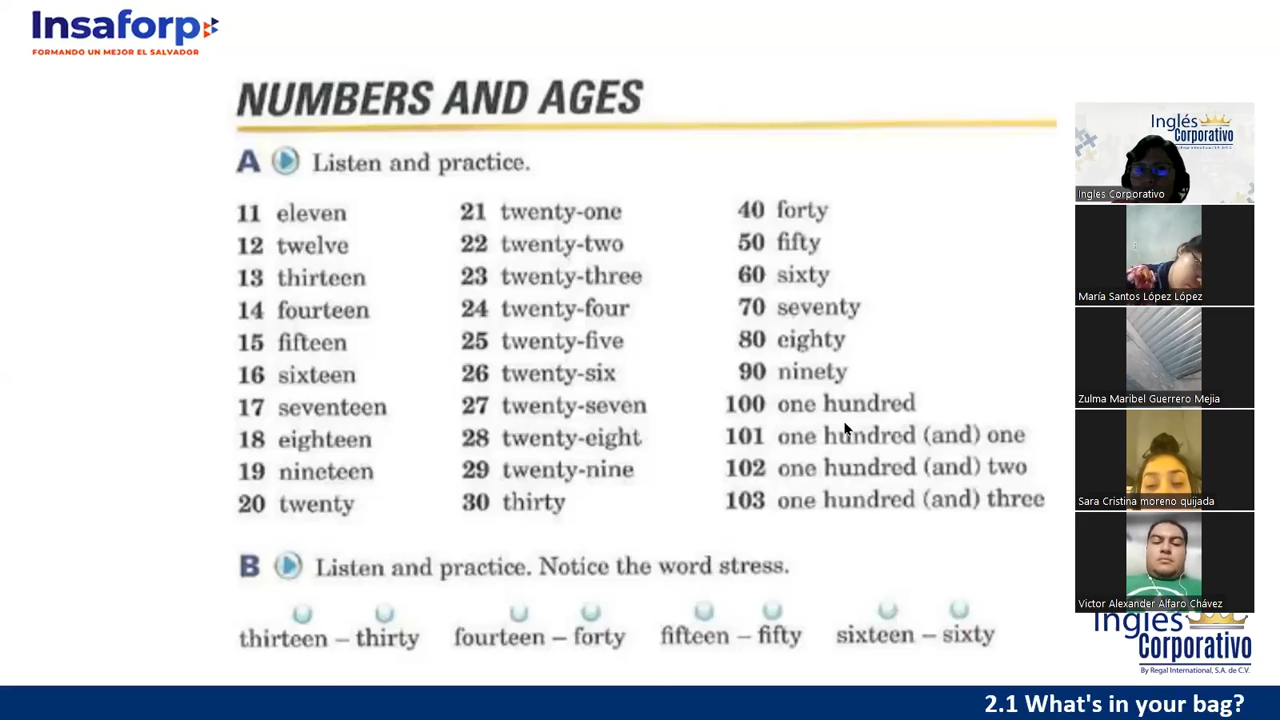 Insaforp
FORMANDO UN MEJOR EL SALVADOR
NUMBERS AND AGES
A Listen and practice.
11 eleven
12 twelve
13 thirteen
14 fourteen
15 fifteen
16 sixteen
17 seventeen
18 eighteen
19 nineteen
20 twenty
21 twenty-one
22 twenty-two
23 twenty-three
24 twenty-four
25 twenty-five
26 twenty-six
27 twenty-seven
28 twenty-eight
29 twenty-nine
30 thirty
40 forty
50 fifty
60 sixty
70 seventy
80 eighty
90 ninety
100 one hundred
101 one hundred (and) one
102 one hundred (and) two
103 one hundred (and) three
B Listen and practice. Notice the word stress.
thirteen – thirty fourteen – forty fifteen – fifty sixteen – sixty
Inglés
Corporativo
Ingles Corporativo
María Santos López López
Zulma Maribel Guerrero Mejia
Sara Cristina moreno quijada
Victor Alexander Alfaro Chávez
Inglés
Corporativo
By Regal International, S.A. de C.V.
2.1 What's in your bag?